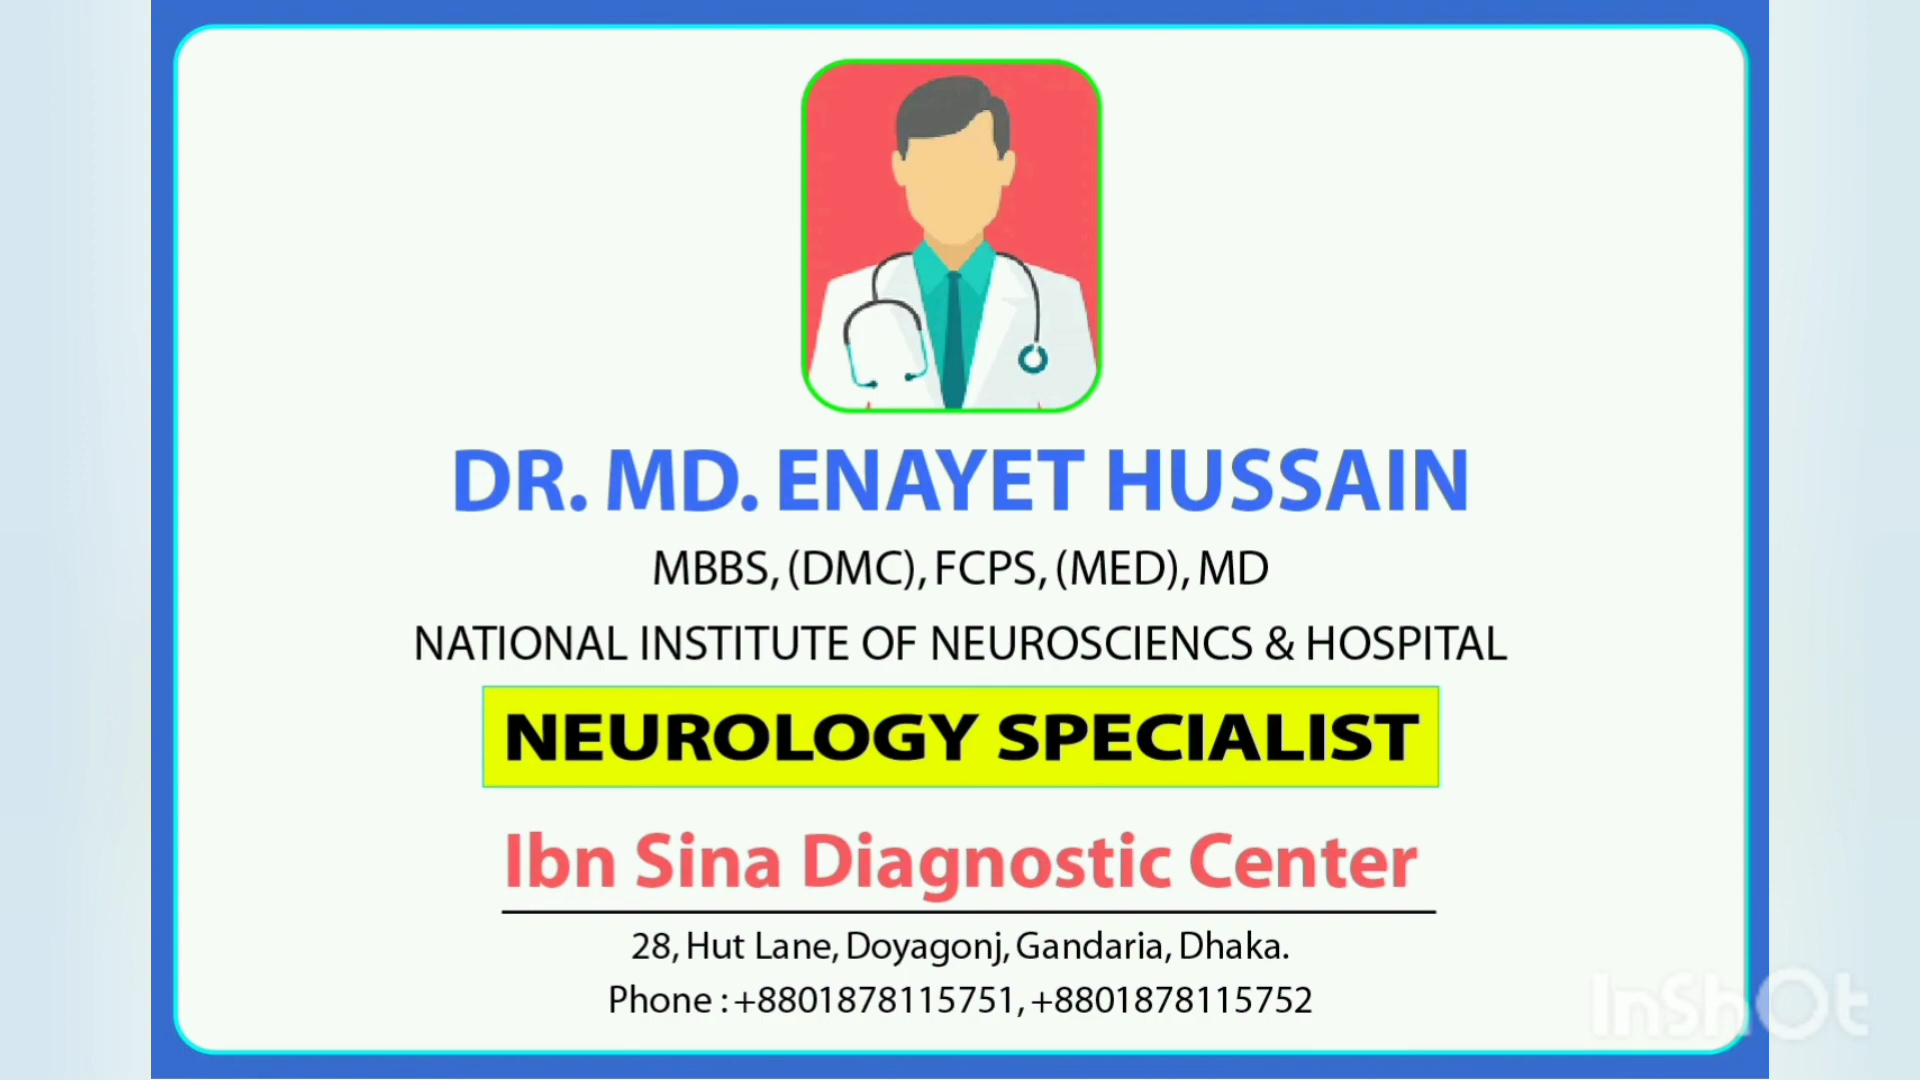 DR. MD. ENAYET HUSSAIN
MBBS, (DMC), FCPS, (MED), MD
NATIONAL INSTITUTE OF NEUROSCIENCS & HOSPITAL
NEUROLOGY SPECIALIST
Ibn Sina Diagnostic Center
28, Hut Lane, Doyagonj, Gandaria, Dhaka.
Phone : +8801878115751, +8801878115752
InShOt